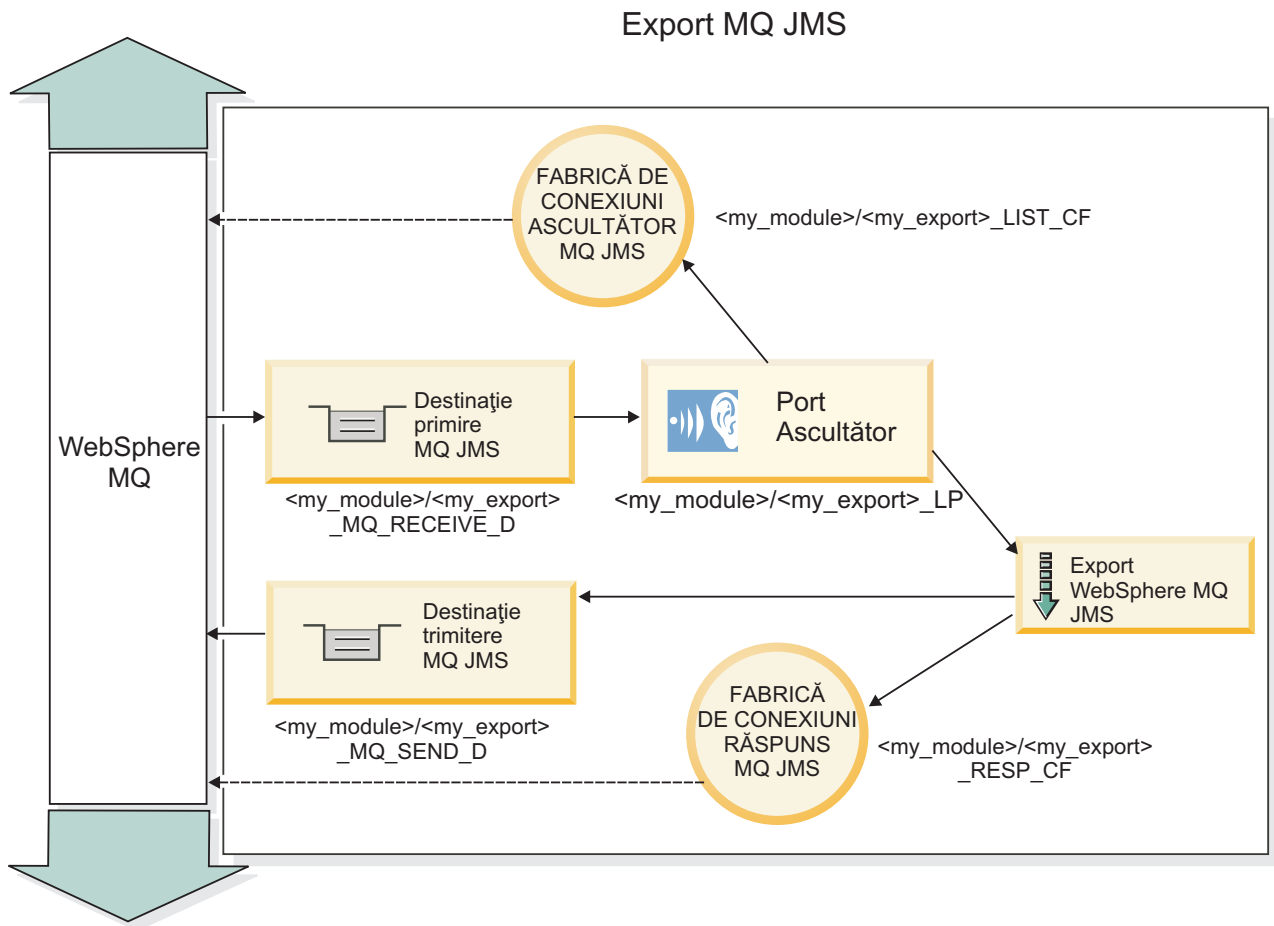 Export MQ JMS
FABRICĂ DE
CONEXIUNI
ASCULTĂTOR
MQ JMS
<my_module>/<my_export>_LIST_CF
WebSphere
MQ
Destinaţie
primire
MQ JMS
<my_module>/<my_export>
_MQ_RECEIVE_D
Port
Ascultător
<my_module>/<my_export>_LP
Export
WebSphere MQ
JMS
Destinaţie
trimitere
MQ JMS
<my_module>/<my_export>
_MQ_SEND_D
FABRICĂ
DE CONEXIUNI
RĂSPUNS
MQ JMS
<my_module>/<my_export>
_RESP_CF